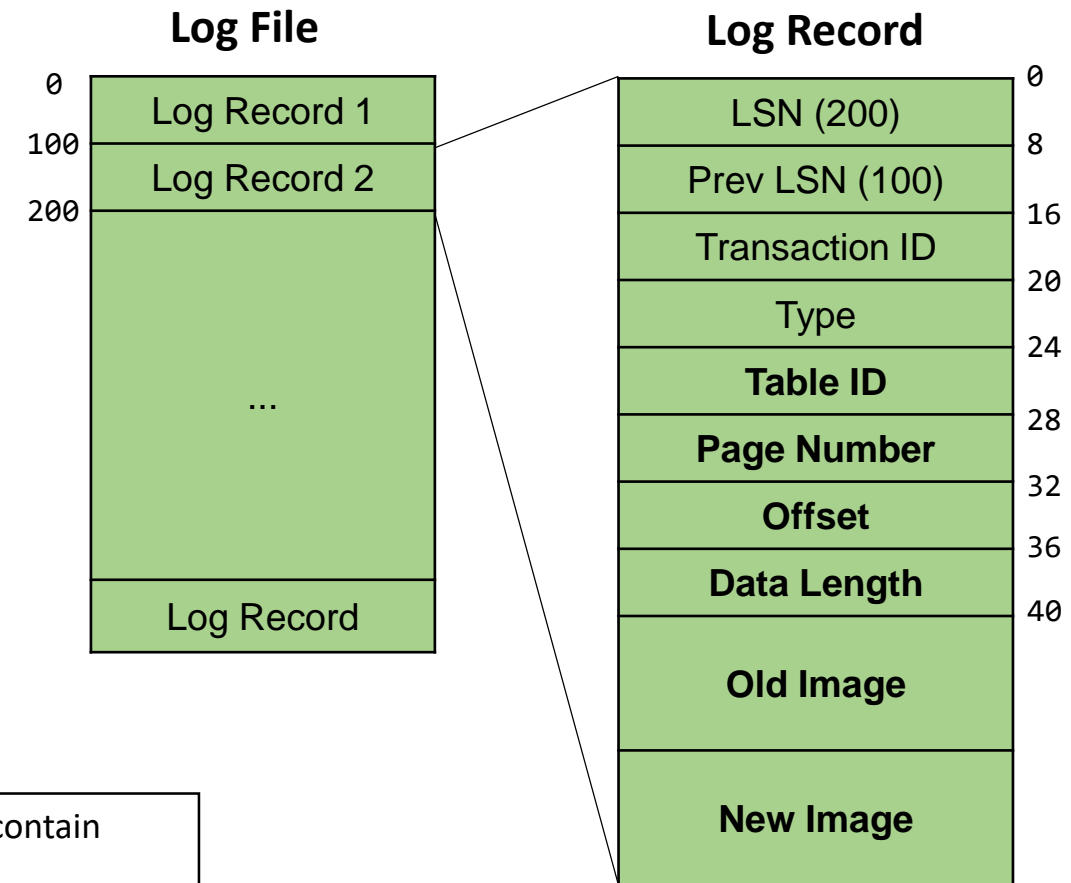 Log File
0
Log Record 1
100
Log Record 2
200
...
Log Record
Log Record
0
LSN (200)
8
Prev LSN (100)
16
Transaction ID
20
Type
24
Table ID
28
Page Number
32
Offset
36
Data Length
40
Old Image
New Image
contain